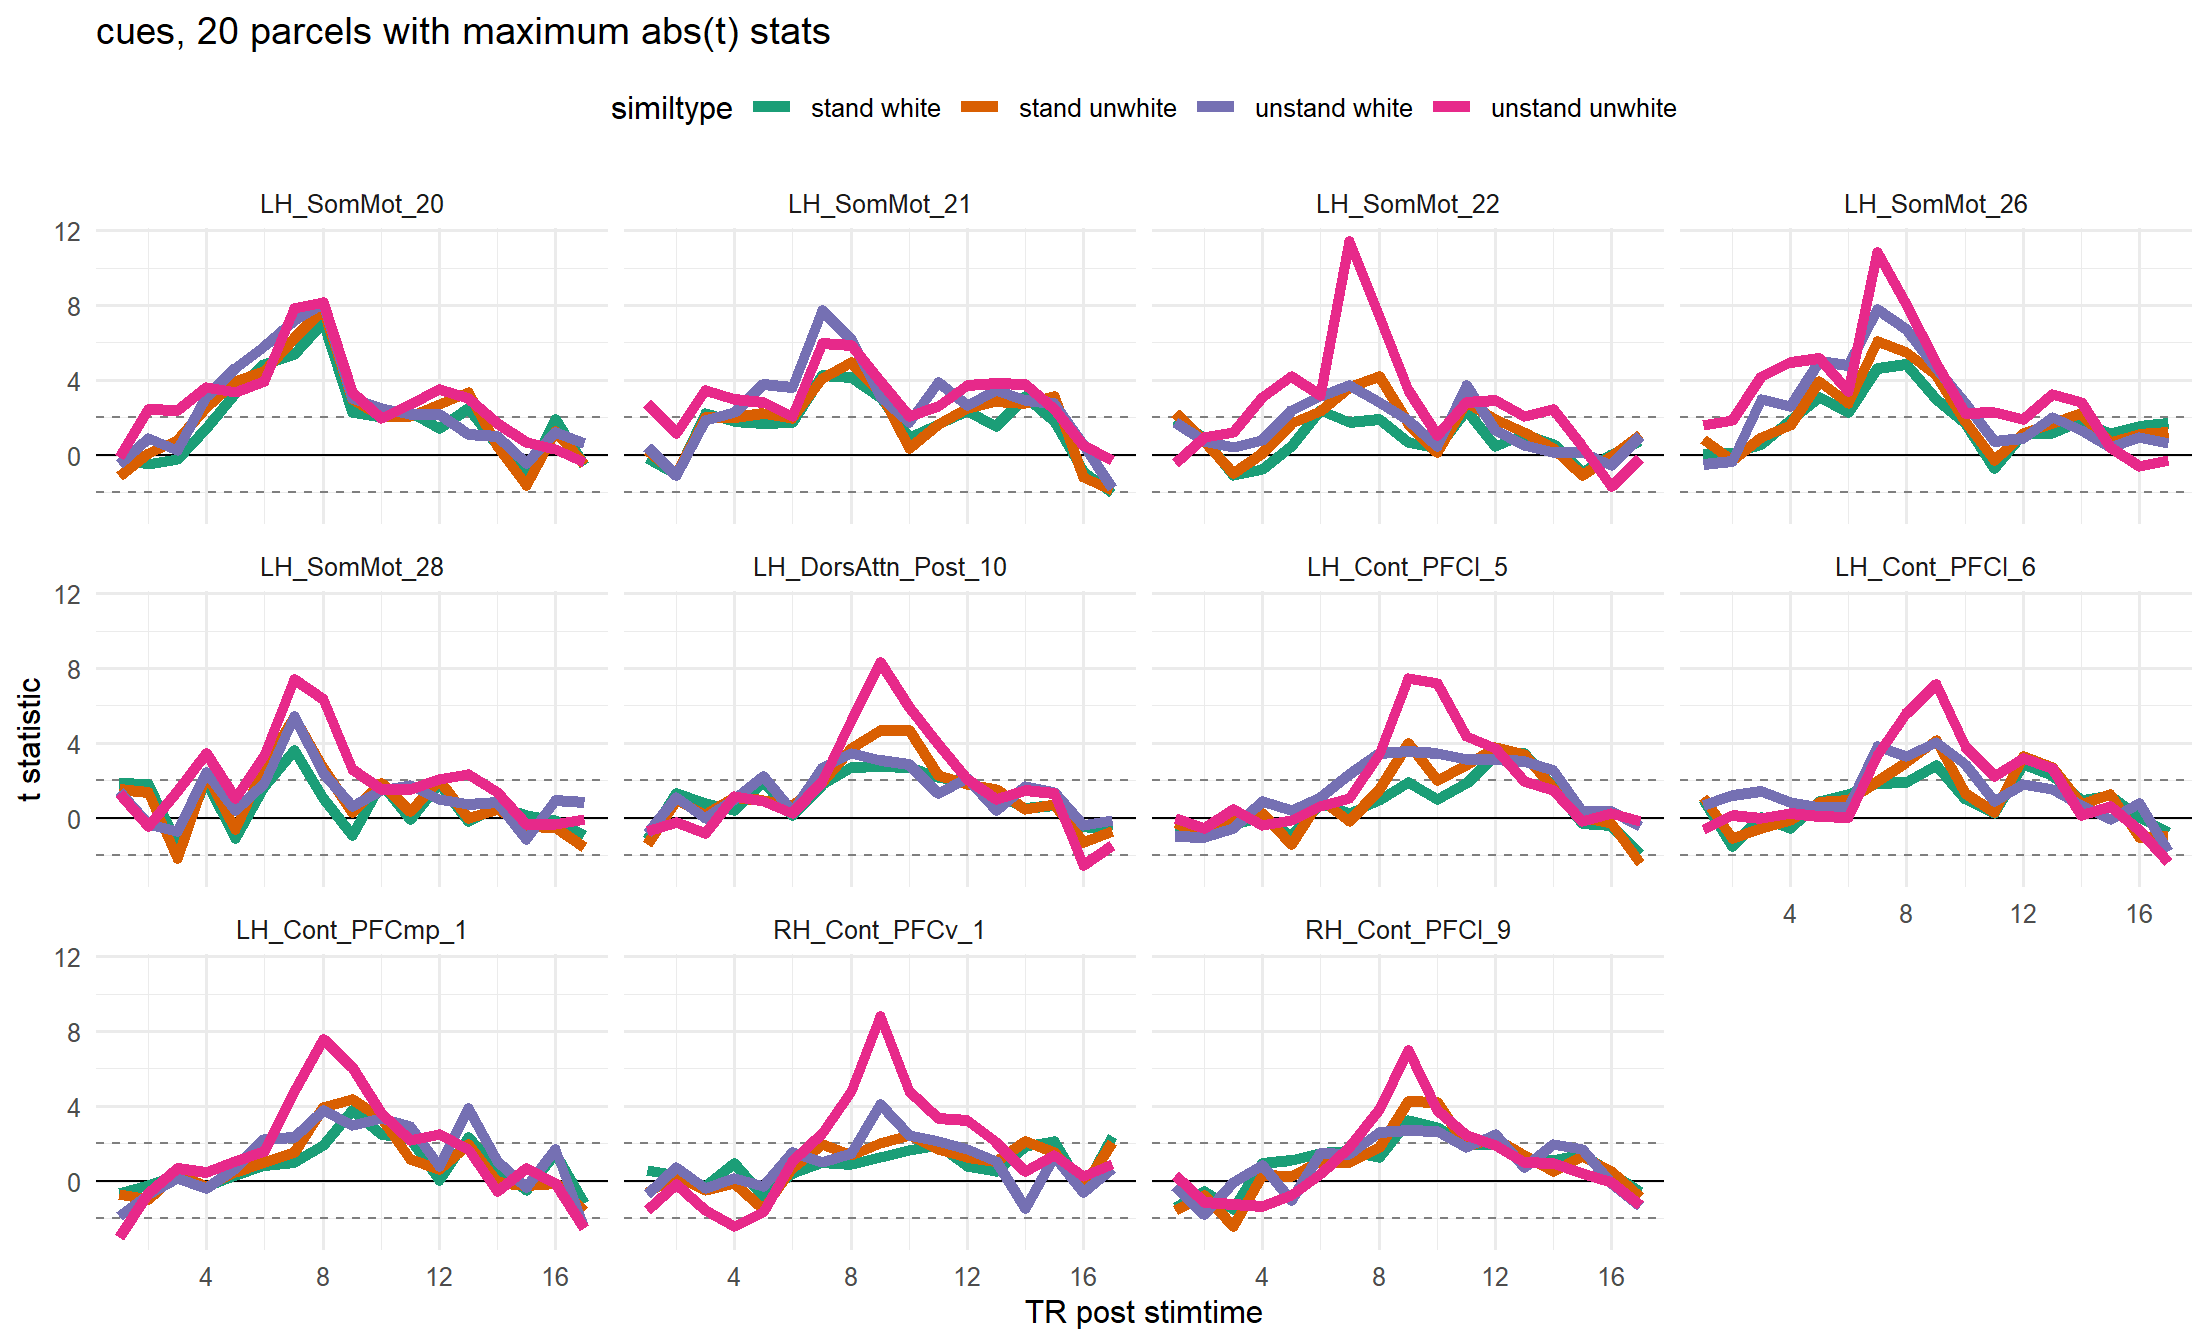 cues, 20 parcels with maximum abs(t) stats
similtype stand white stand unwhite unstand white unstand unwhite
LH_SomMot_20 LH_SomMot_21 LH_SomMot_22 LH_SomMot_26
12
8
4
0
LH_SomMot_28 LH_DorsAttn_Post_10 LH_Cont_PFCl_5 LH_Cont_PFCl_6
12
8
4
0
4 8 12 16
LH_Cont_PFCmp_1 RH_Cont_PFCv_1 RH_Cont_PFCl_9
12
8
4
0
4 8 12 16 4 8 12 16 4 8 12 16
TR post stimtime
t statistic